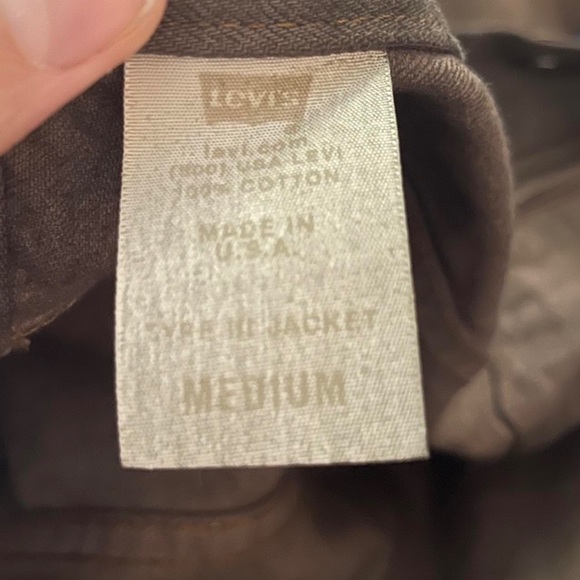 Levi's
levi.com
(800) USA LEVI
100% COTTON
MADE IN
U.S.A.
TYPE III JACKET
MEDIUM